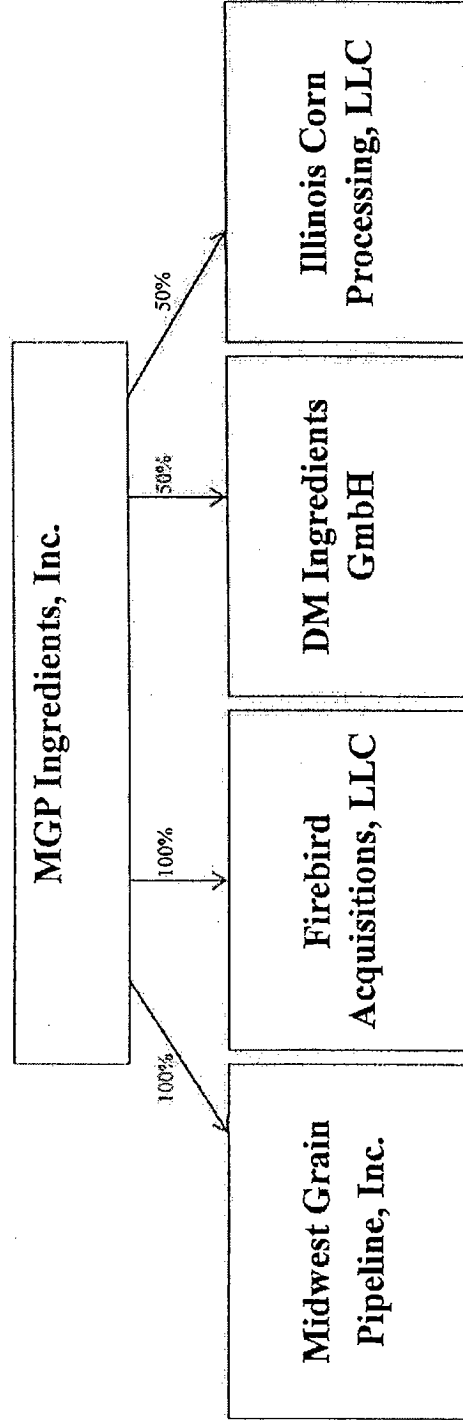 MGP Ingredients, Inc.
100%
100%
50%
50%
Midwest Grain
Pipeline, Inc.
Firebird
Acquisitions, LLC
DM Ingredients
GmbH
Illinois Corn
Processing, LLC